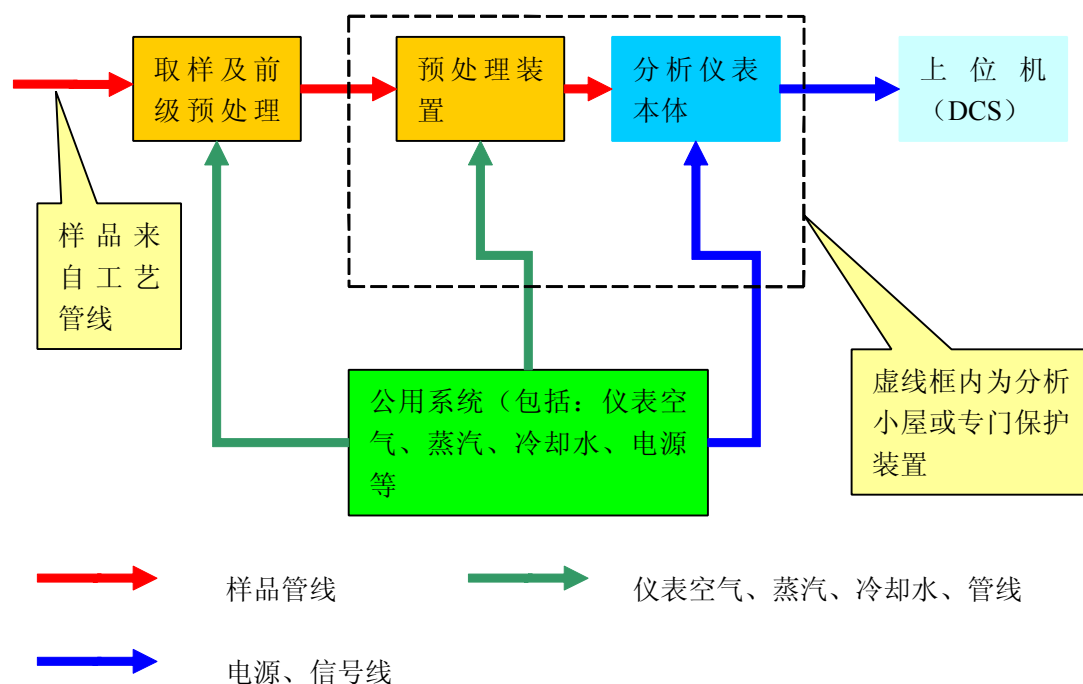 取样及前
级预处理
预处理装
置
分析仪表
本体
上位机
（DCS）
样品来
自工艺
管线
公用系统（包括：仪表空
气、蒸汽、冷却水、电源
等
虚线框内为分析
小屋或专门保护
装置
样品管线
仪表空气、蒸汽、冷却水、管线
电源、信号线